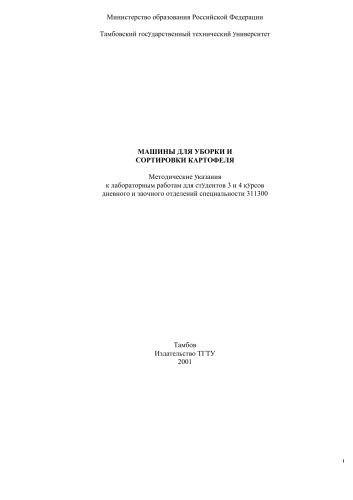 Министерство образования Российской Федерации
Тамбовский государственный технический университет
МАШИНЫ ДЛЯ УБОРКИ И
СОРТИРОВКИ КАРТОФЕЛЯ
Методические указания
к лабораторным работам для студентов 3 и 4 курсов
дневного и заочного отделений специальности 311300
Тамбов
Издательство ТГТУ
2001